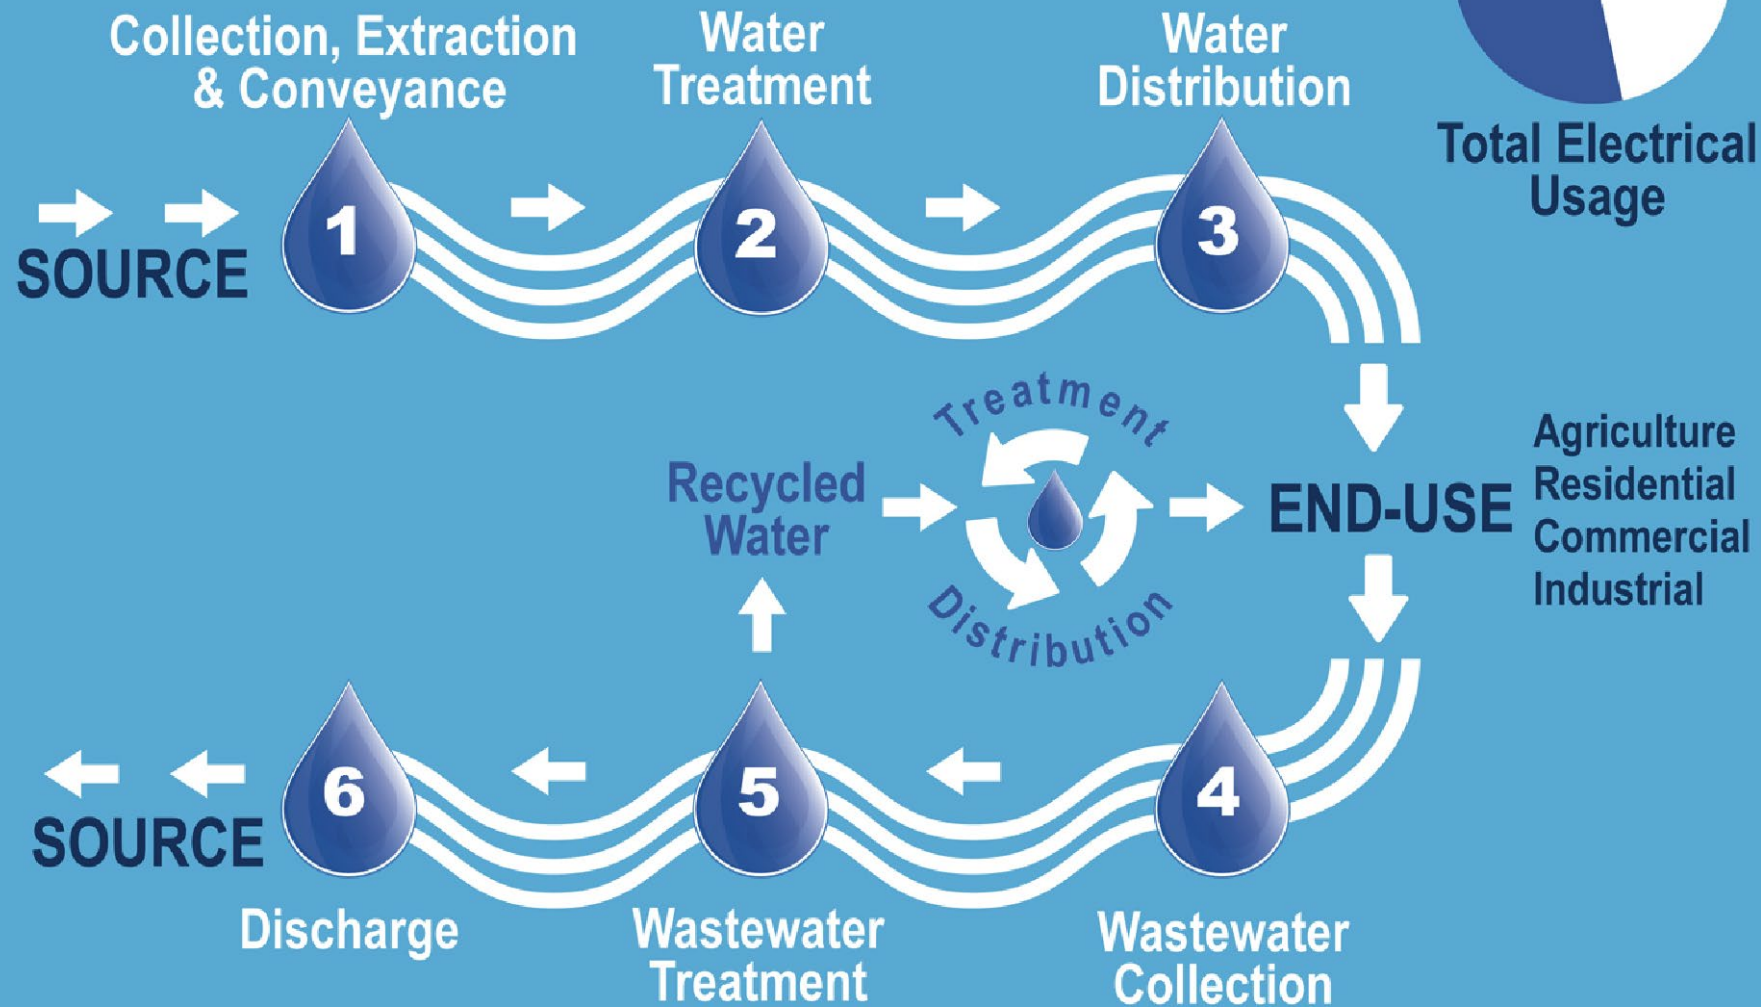 Collection, Extraction
& Conveyance
Water
Treatment
Water
Distribution
Total Electrical
Usage
SOURCE
1
2
3
Treatment
Recycled
Water
Distribution
END-USE
Agriculture
Residential
Commercial
Industrial
SOURCE
6
5
4
Discharge
Wastewater
Treatment
Wastewater
Collection